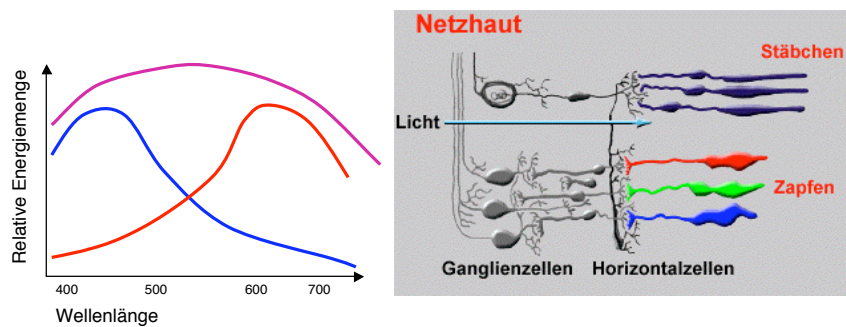 Relative Energiemenge
400 500 600 700
Wellenlänge
Netzhaut
Stäbchen
Licht
Zapfen
Ganglienzellen Horizontalzellen